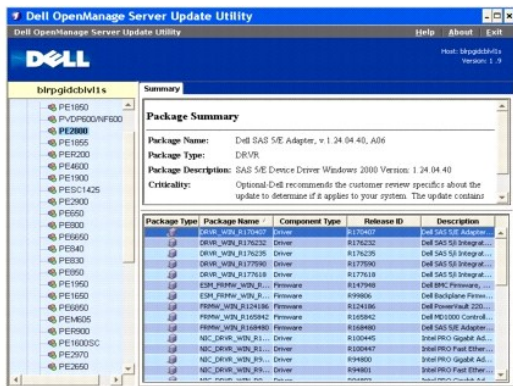 Dell OpenManage Server Update Utility
Dell OpenManage Server Update Utility
Help About Exit
DELL
Host: blrpgidcblvl1s
Version: 1 .9
blrpgidcblvl1s
Summary
PE1850
PVDP600/NF600
PE2800
PE1855
PER200
PE4600
PE1900
PESC1425
PE2900
PE650
PE800
PE6650
PE840
PE830
PE850
PE1950
PE1650
PE6850
PEM605
PER900
PE1600SC
PE2970
PE2650
Package Summary
Package Name: Dell SAS 5/E Adapter, v.1.24.04.40, A06
Package Type: DRVR
Package Description: SAS 5/E Device Driver Windows 2000 Version: 1.24.04.40
Criticality: Optional-Dell recommends the customer review specifics about the
update to determine if it applies to your system. The update contains
Package Type Package Name Component Type Release ID Description
DRVR_WIN_R170407 Driver R170407 Dell SAS 5/E Adapter...
DRVR_WIN_R176232 Driver R176232 Dell SAS 5/i Integrat...
DRVR_WIN_R176235 Driver R176235 Dell SAS 5/i Integrat...
DRVR_WIN_R177590 Driver R177590 Dell SAS 5/i Integrat...
DRVR_WIN_R177618 Driver R177618 Dell SAS 5/i Integrat...
ESM_FRMW_WIN_R... Firmware R147948 Dell BMC Firmware, ...
ESM_FRMW_WIN_R... Firmware R99806 Dell Backplane Firmw...
FRMW_WIN_R124186 Firmware R124186 Dell PowerVault 220...
FRMW_WIN_R165842 Firmware R165842 Dell MD1000 Controll...
FRMW_WIN_R168480 Firmware R168480 Dell SAS 5/E Adapter...
NIC_DRVR_WIN_R1... Driver R100445 Intel PRO Gigabit Ad...
NIC_DRVR_WIN_R1... Driver R100447 Intel PRO Fast Ether...
NIC_DRVR_WIN_R9... Driver R94800 Intel PRO Gigabit Ad...
NIC_DRVR_WIN_R9... Driver R94801 Intel PRO Fast Ether...